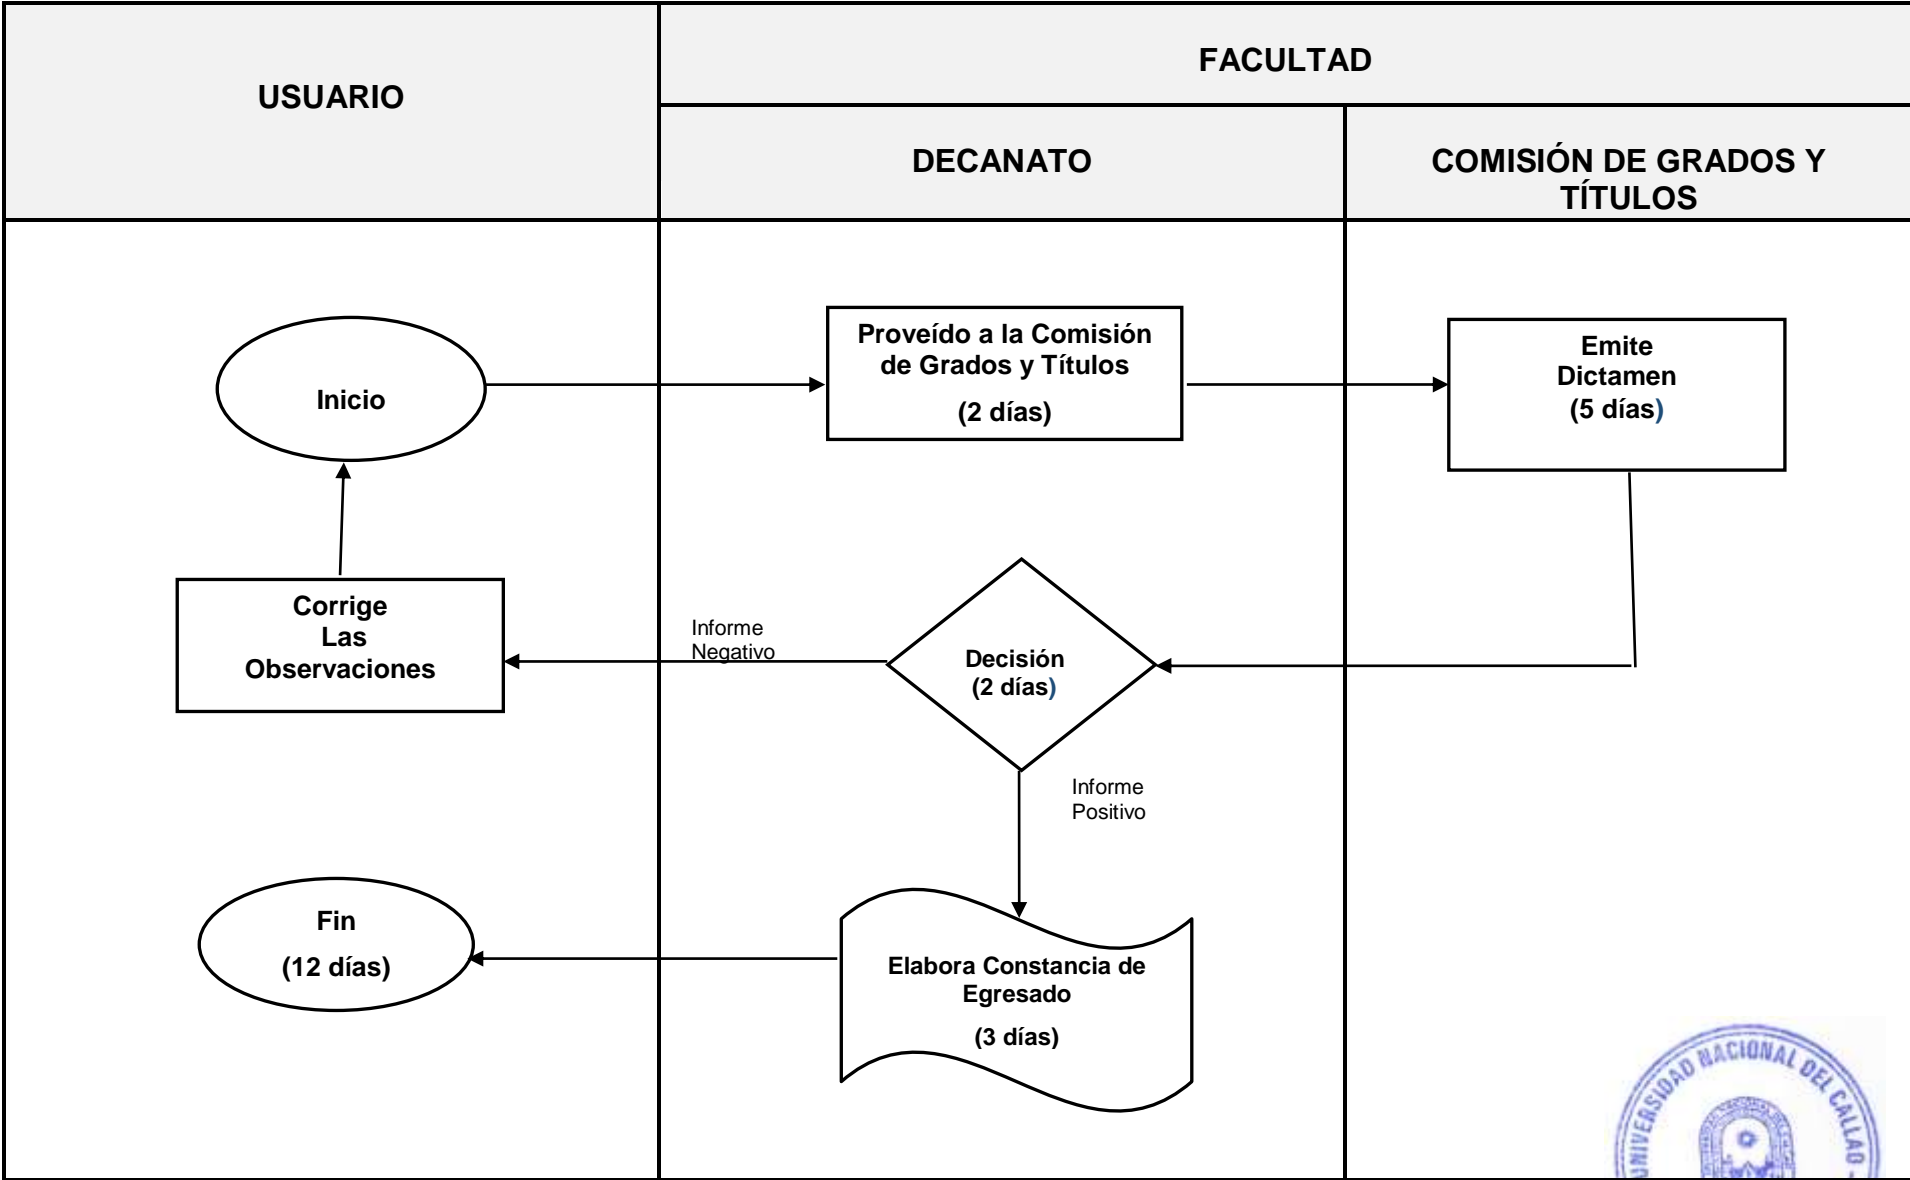 USUARIO
FACULTAD
DECANATO
COMISIÓN DE GRADOS Y
TÍTULOS
Inicio
Proveído a la Comisión
de Grados y Títulos
(2 días)
Emite
Dictamen
(5 días)
Corrige
Las
Observaciones
Informe
Negativo
Decisión
(2 días)
Informe
Positivo
Fin
(12 días)
Elabora Constancia de
Egresado
(3 días)
UNIVERSIDAD NACIONAL DEL CALLAO -